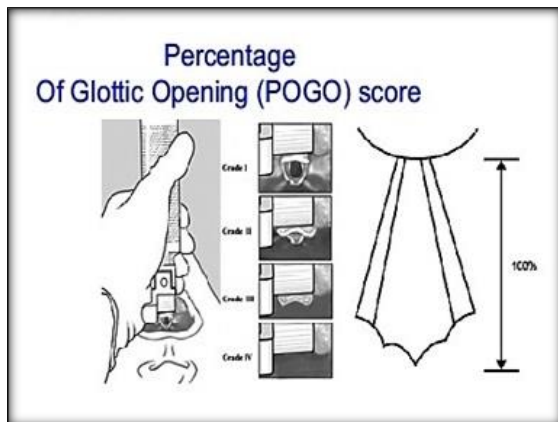 Percentage
Of Glottic Opening (POGO) score
Grade I
Grade II
Grade III
Grade IV
100%